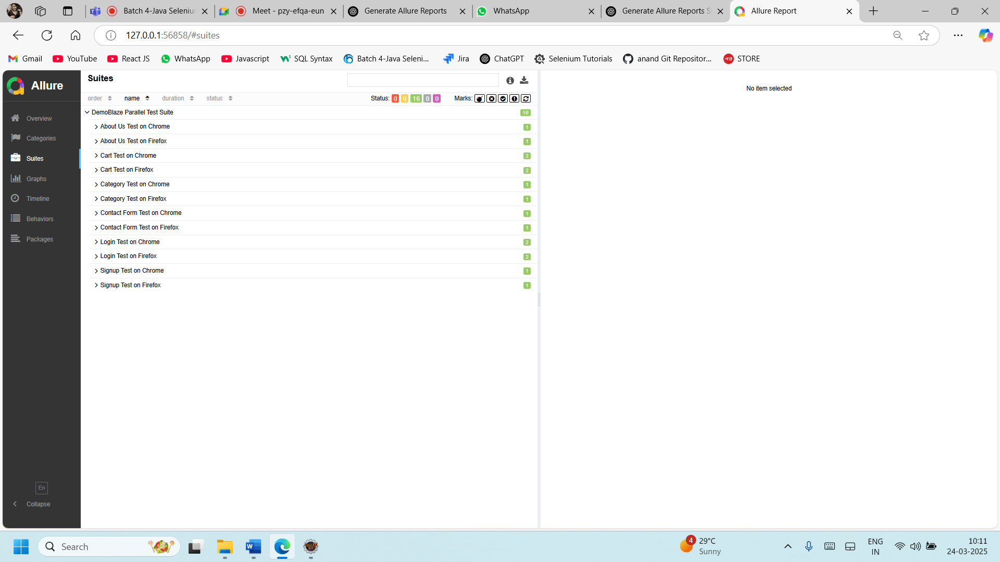 Batch 4-Java Seleniu
Meet - pzy-efqa-eun
Generate Allure Reports
WhatsApp
Generate Allure Reports S
Allure Report
127.0.0.1:56858/#suites
Gmail
YouTube
React JS
WhatsApp
Javascript
SQL Syntax
Batch 4-Java Seleni...
Jira
ChatGPT
Selenium Tutorials
anand Git Repositor...
STORE
Allure
Overview
Categories
Suites
Graphs
Timeline
Behaviors
Packages
En
Collapse
Suites
order name duration status
Status: 0 0 16 0 0 Marks:
DemoBlaze Parallel Test Suite 16
About Us Test on Chrome 1
About Us Test on Firefox 1
Cart Test on Chrome 2
Cart Test on Firefox 2
Category Test on Chrome 1
Category Test on Firefox 1
Contact Form Test on Chrome 1
Contact Form Test on Firefox 1
Login Test on Chrome 2
Login Test on Firefox 2
Signup Test on Chrome 1
Signup Test on Firefox 1
No item selected
Search
4
29°C
Sunny
ENG
IN
10:11
24-03-2025